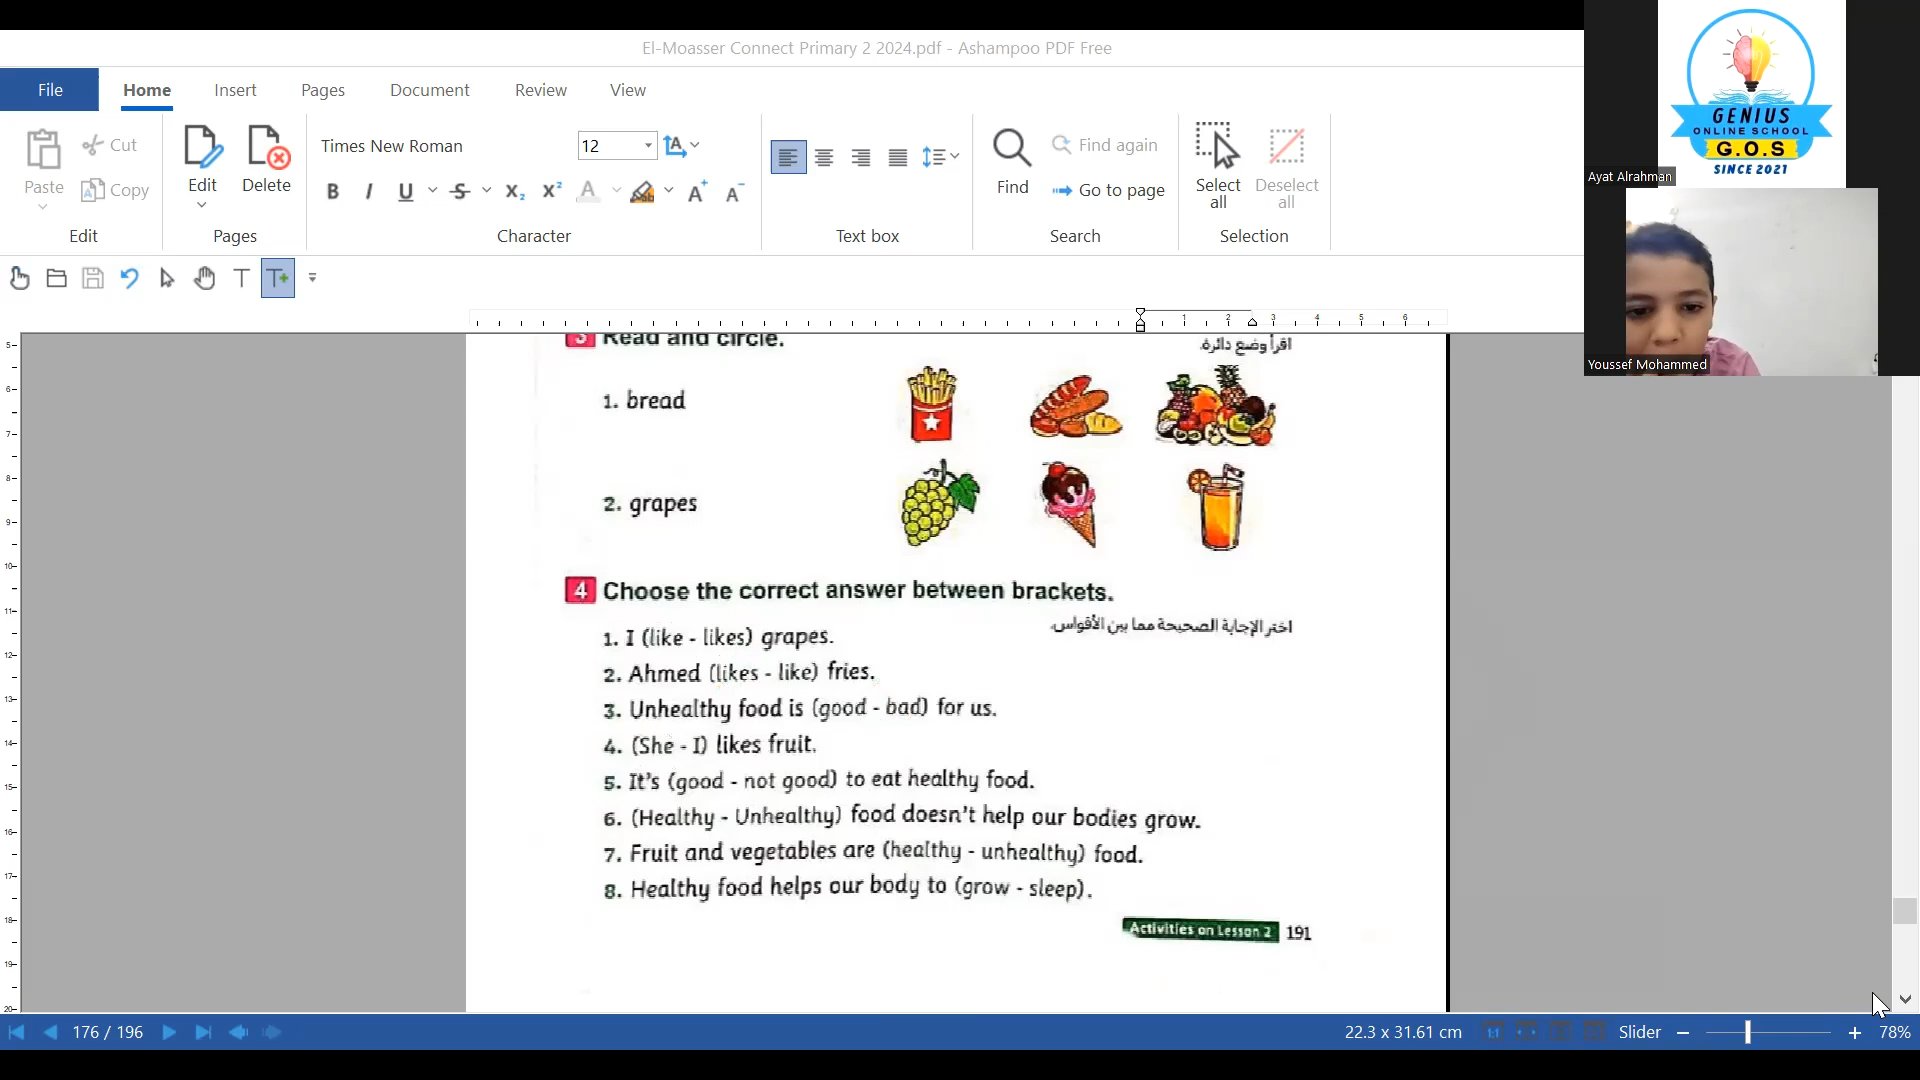 El-Moasser Connect Primary 2 2024.pdf - Ashampoo PDF Free
File Home Insert Pages Document Review View
Paste
Cut
Copy
Edit
Edit
Delete
Pages
Times New Roman 12
B I U S X₂ X² A A⁺ A⁻
Character
Text box
Find
Find again
Go to page
Search
Select all
Deselect all
Selection
GENIUS
ONLINE SCHOOL
G.O.S
SINCE 2021
Ayat Alrahman
Youssef Mohammed
3 Read and circle.
اقرأ وضع دائرة.
1. bread
2. grapes
4 Choose the correct answer between brackets.
اختر الإجابة الصحيحة مما بين الأقواس.
1. I (like - likes) grapes.
2. Ahmed (likes - like) fries.
3. Unhealthy food is (good - bad) for us.
4. (She - I) likes fruit.
5. It's (good - not good) to eat healthy food.
6. (Healthy - Unhealthy) food doesn't help our bodies grow.
7. Fruit and vegetables are (healthy - unhealthy) food.
8. Healthy food helps our body to (grow - sleep).
Activities on Lesson 2 191
176 / 196
22.3 x 31.61 cm
1:1
Slider
78%